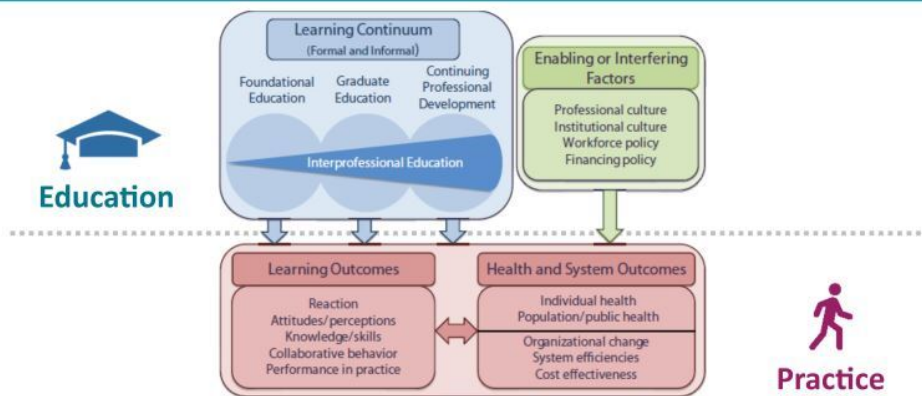 Learning Continuum
(Formal and Informal)
Foundational
Education
Graduate
Education
Continuing
Professional
Development
Interprofessional Education
Enabling or Interfering
Factors
Professional culture
Institutional culture
Workforce policy
Financing policy
Education
Learning Outcomes
Reaction
Attitudes/perceptions
Knowledge/skills
Collaborative behavior
Performance in practice
Health and System Outcomes
Individual health
Population/public health
Organizational change
System efficiencies
Cost effectiveness
Practice